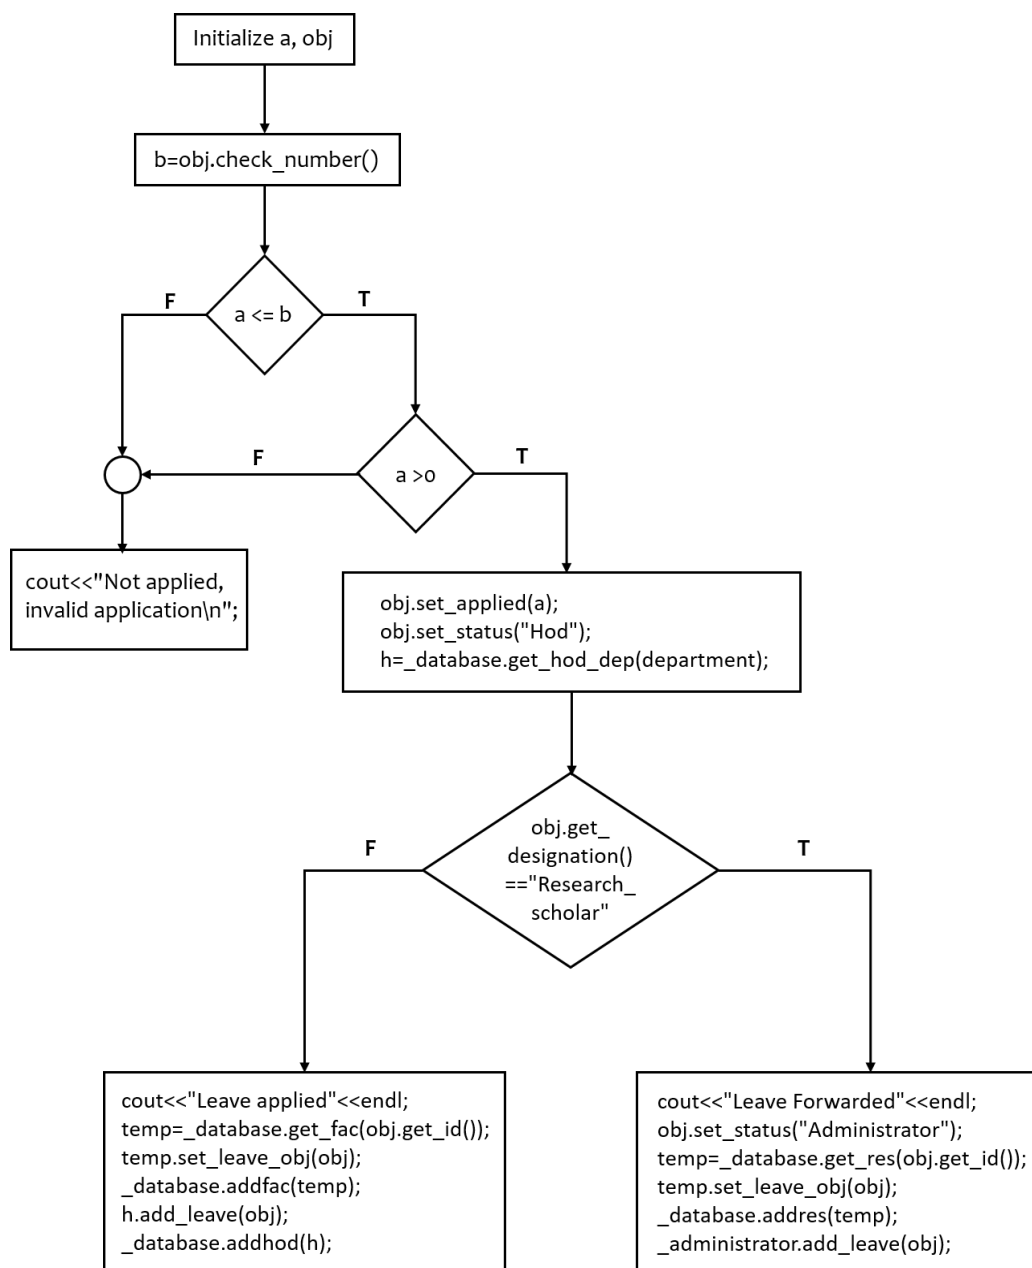 Initialize a, obj
b=obj.check_number()
F
T
a <= b
F
T
a >0
cout<<"Not applied,
invalid application\n";
obj.set_applied(a);
obj.set_status("Hod");
h=_database.get_hod_dep(department);
obj.get_
designation()
=="Research_
scholar"
F
T
cout<<"Leave applied"<<endl;
temp=_database.get_fac(obj.get_id());
temp.set_leave_obj(obj);
_database.addfac(temp);
h.add_leave(obj);
_database.addhod(h);
cout<<"Leave Forwarded"<<endl;
obj.set_status("Administrator");
temp=_database.get_res(obj.get_id());
temp.set_leave_obj(obj);
_database.addres(temp);
_administrator.add_leave(obj);